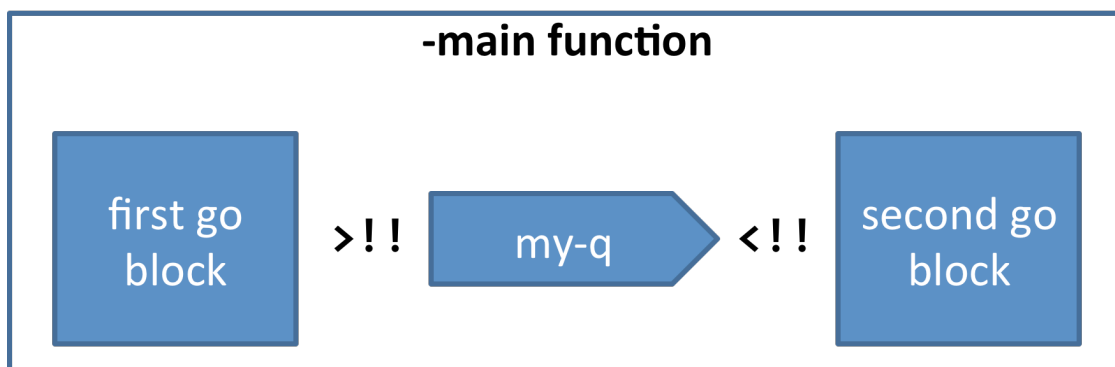 -main function
first go
block
>!!
my-q
<!!
second go
block